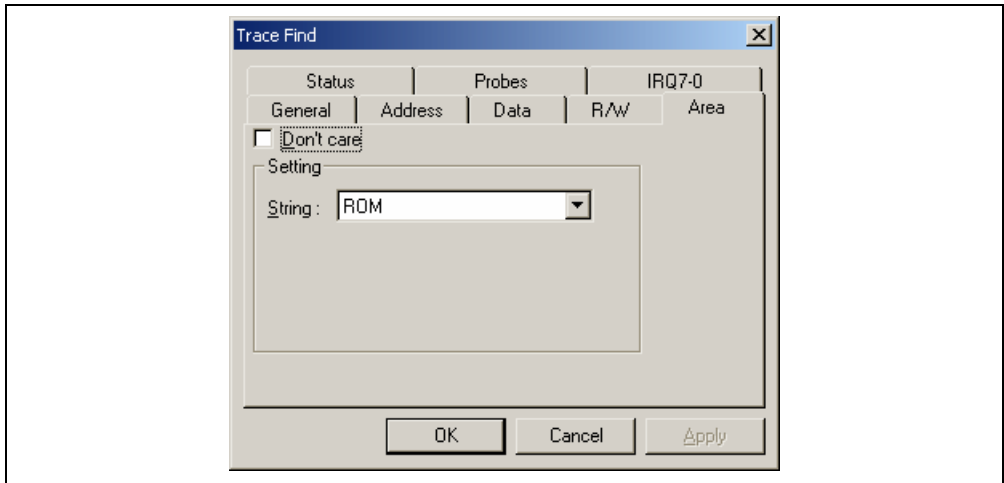 Trace Find
Status Probes IRQ7-0
General Address Data R/W Area
Don't care
Setting
String : ROM
OK Cancel Apply